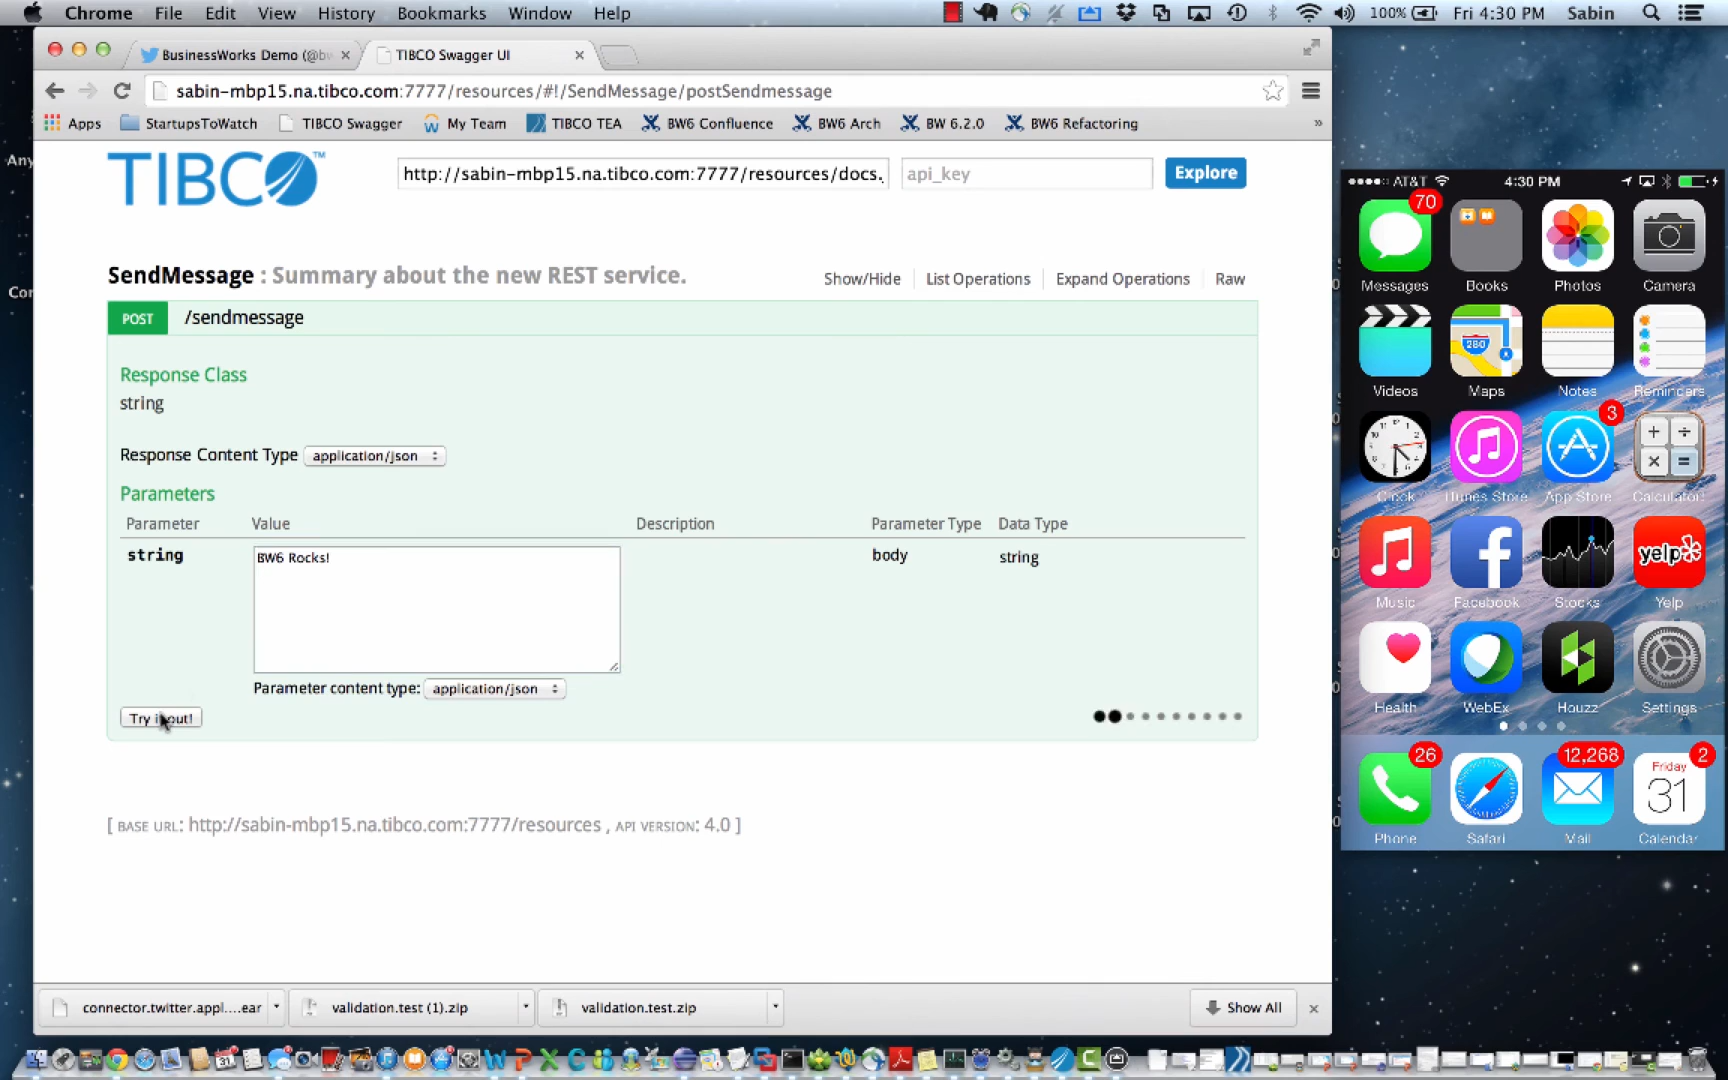 Chrome File Edit View History Bookmarks Window Help 100% Fri 4:30 PM Sabin
BusinessWorks Demo (@bw TIBCO Swagger UI
sabin-mbp15.na.tibco.com:7777/resources/#!/SendMessage/postSendmessage
Apps StartupsToWatch TIBCO Swagger My Team TIBCO TEA BW6 Confluence BW6 Arch BW 6.2.0 BW6 Refactoring »
TIBCO™ http://sabin-mbp15.na.tibco.com:7777/resources/docs. api_key Explore
SendMessage : Summary about the new REST service. Show/Hide List Operations Expand Operations Raw
POST /sendmessage
Response Class
string
Response Content Type application/json
Parameters
Parameter Value Description Parameter Type Data Type
string BW6 Rocks! body string
Parameter content type: application/json
Try it out!
[ BASE URL: http://sabin-mbp15.na.tibco.com:7777/resources , API VERSION: 4.0 ]
connector.twitter.appl....ear validation.test (1).zip validation.test.zip Show All
Any
Cor
AT&T 4:30 PM
70
Messages Books Photos Camera
280
Videos Maps Notes Reminders
3
Clock iTunes Store App Store Calculator
yelp
Music Facebook Stocks Yelp
Health WebEx Houzz Settings
26 12,268 2
Friday
31
Phone Safari Mail Calendar